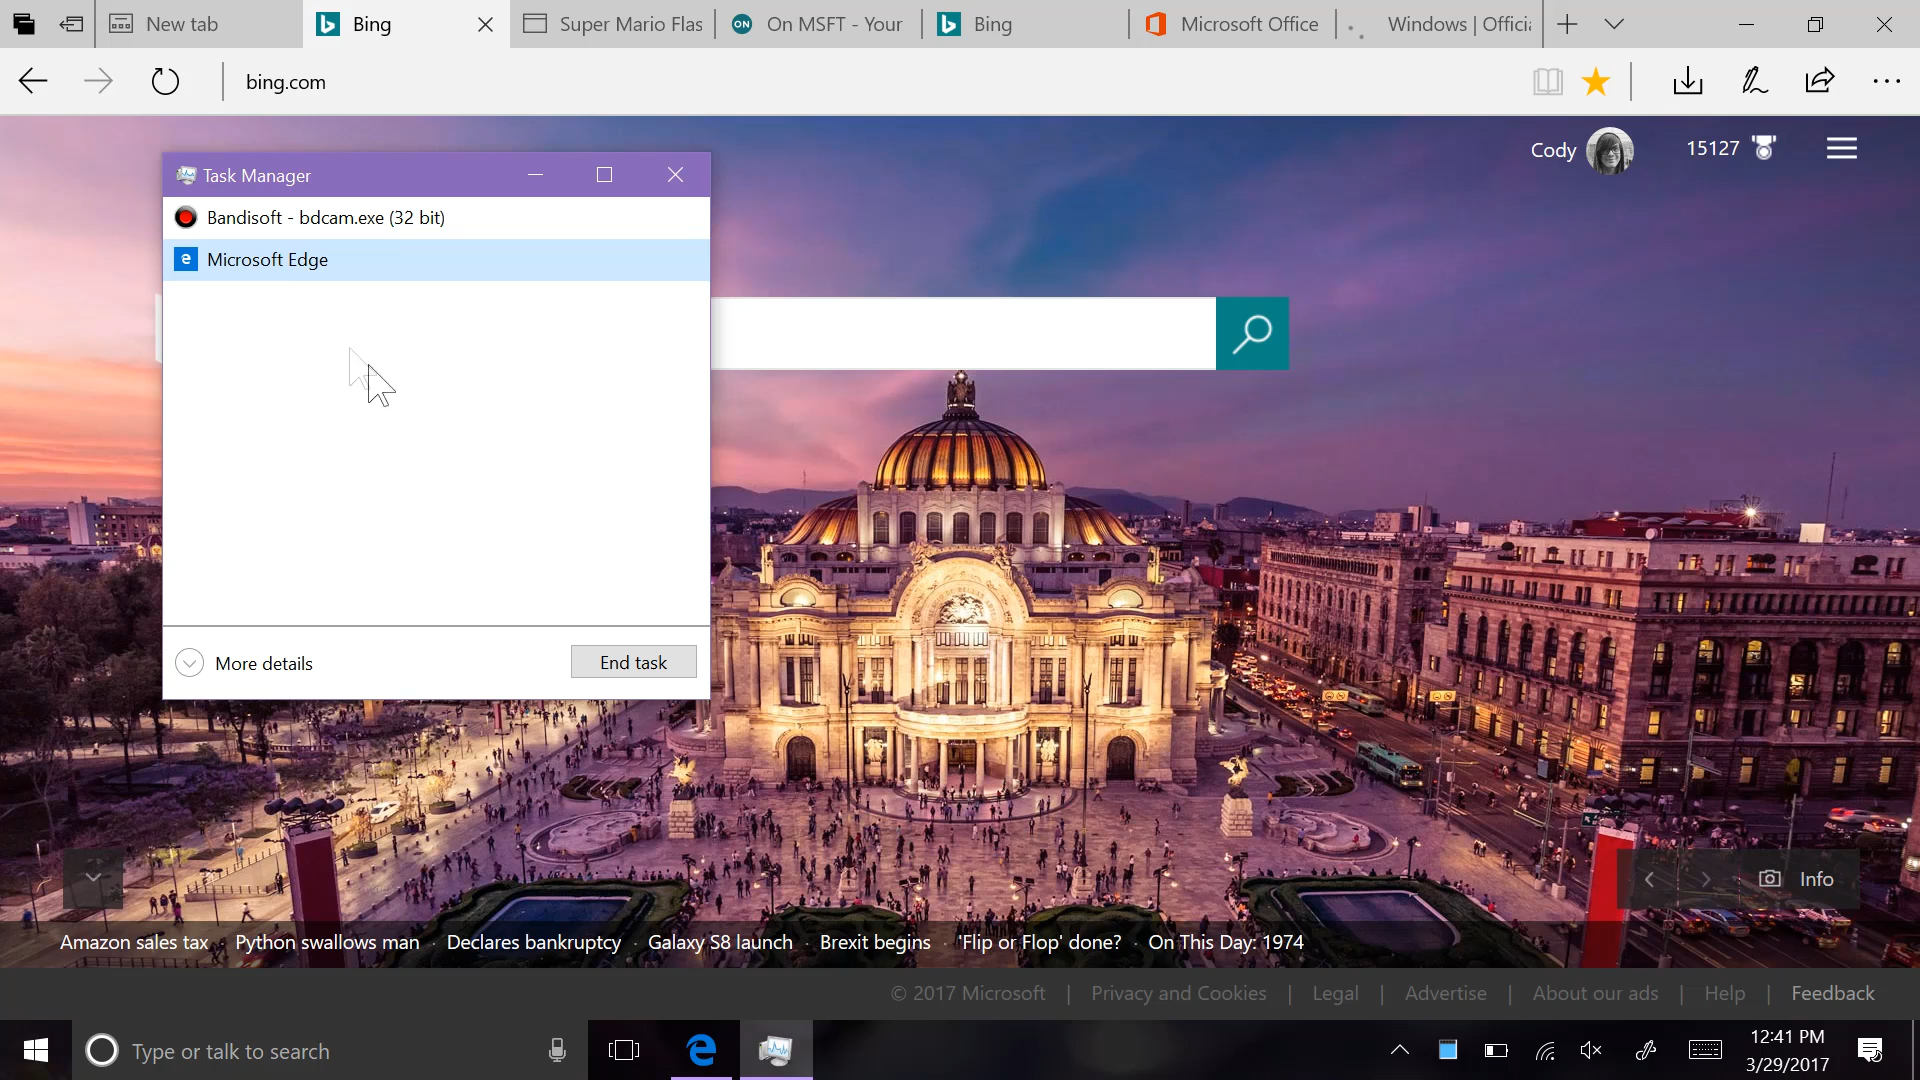 New tab
Bing
Super Mario Flas
ON On MSFT - Your
Bing
Microsoft Office
Windows | Officia
bing.com
Cody
15127
Task Manager
Bandisoft - bdcam.exe (32 bit)
Microsoft Edge
More details
End task
Info
Amazon sales tax · Python swallows man · Declares bankruptcy · Galaxy S8 launch · Brexit begins · 'Flip or Flop' done? · On This Day: 1974
© 2017 Microsoft | Privacy and Cookies | Legal | Advertise | About our ads | Help | Feedback
Type or talk to search
12:41 PM
3/29/2017